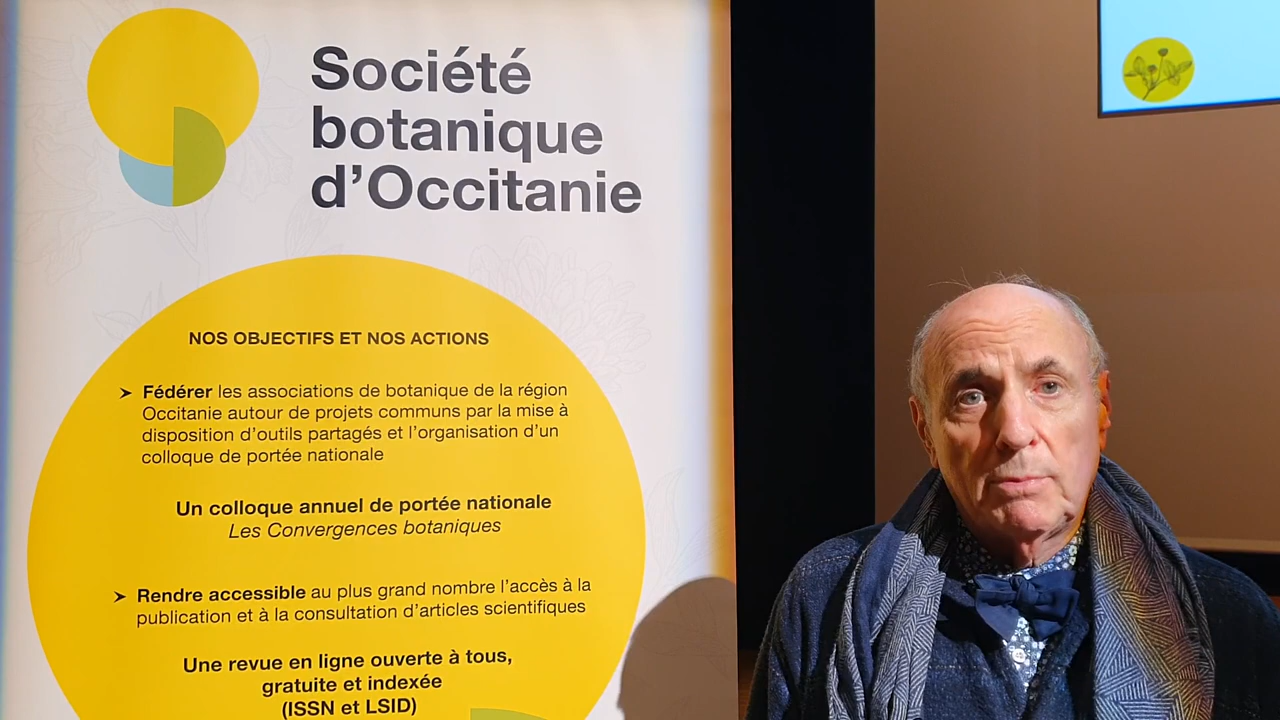 Société
botanique
d’Occitanie
NOS OBJECTIFS ET NOS ACTIONS
➤ Fédérer les associations de botanique de la région
Occitanie autour de projets communs par la mise à
disposition d’outils partagés et l’organisation d’un
colloque de portée nationale
Un colloque annuel de portée nationale
Les Convergences botaniques
➤ Rendre accessible au plus grand nombre l’accès à la
publication et à la consultation d’articles scientifiques
Une revue en ligne ouverte à tous,
gratuite et indexée
(ISSN et LSID)